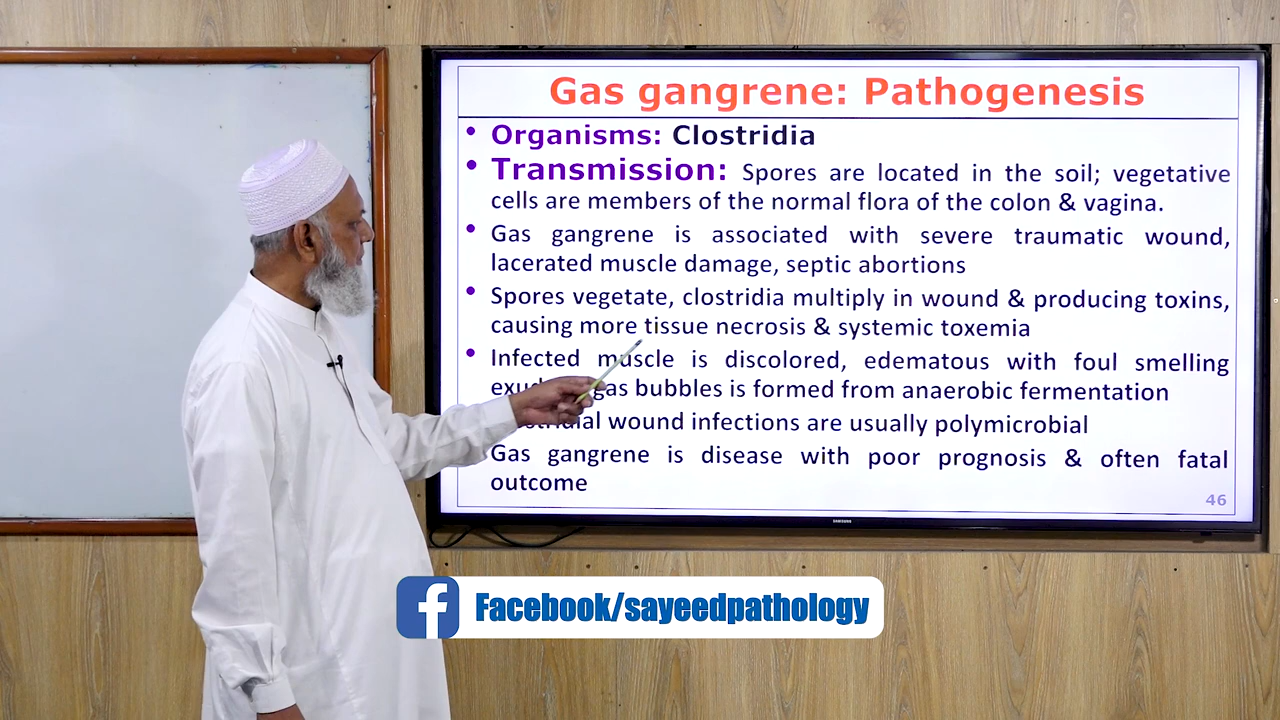 Gas gangrene: Pathogenesis
• Organisms: Clostridia
• Transmission: Spores are located in the soil; vegetative
cells are members of the normal flora of the colon & vagina.
• Gas gangrene is associated with severe traumatic wound,
lacerated muscle damage, septic abortions
• Spores vegetate, clostridia multiply in wound & producing toxins,
causing more tissue necrosis & systemic toxemia
• Infected muscle is discolored, edematous with foul smelling
gas bubbles is formed from anaerobic fermentation
wound infections are usually polymicrobial
Gas gangrene is disease with poor prognosis & often fatal
outcome
46
SAMSUNG
Facebook/sayeedpathology